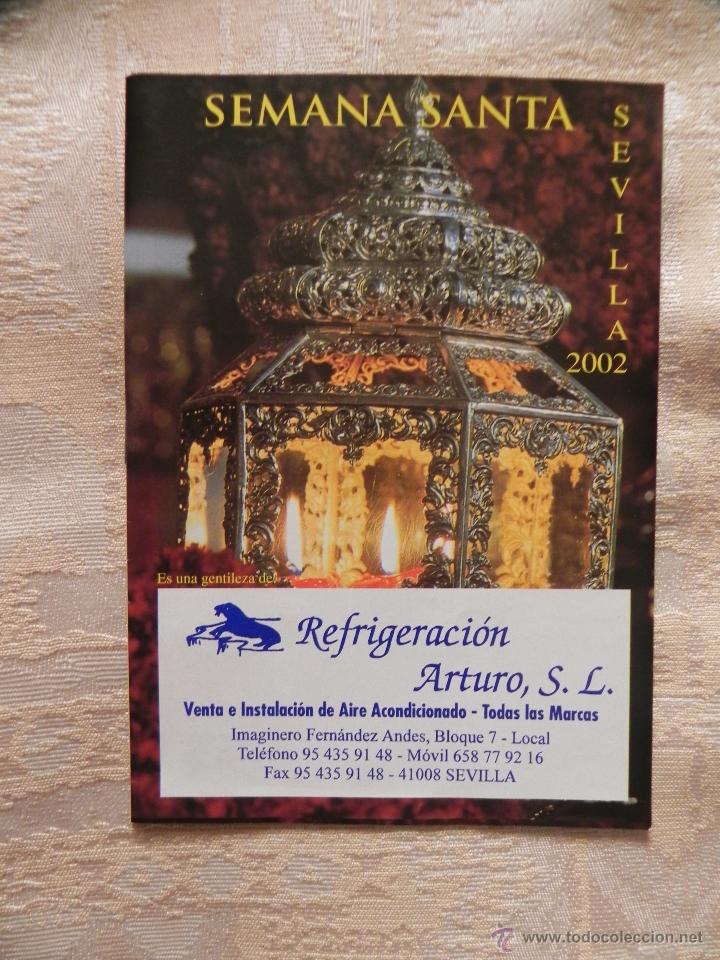 SEMANA SANTA
SEVILLA
2002
Es una gentileza de:
Refrigeración
Arturo, S. L.
Venta e Instalación de Aire Acondicionado - Todas las Marcas
Imaginero Fernández Andes, Bloque 7 - Local
Teléfono 95 435 91 48 - Móvil 658 77 92 16
Fax 95 435 91 48 - 41008 SEVILLA
© www.todocoleccion.net